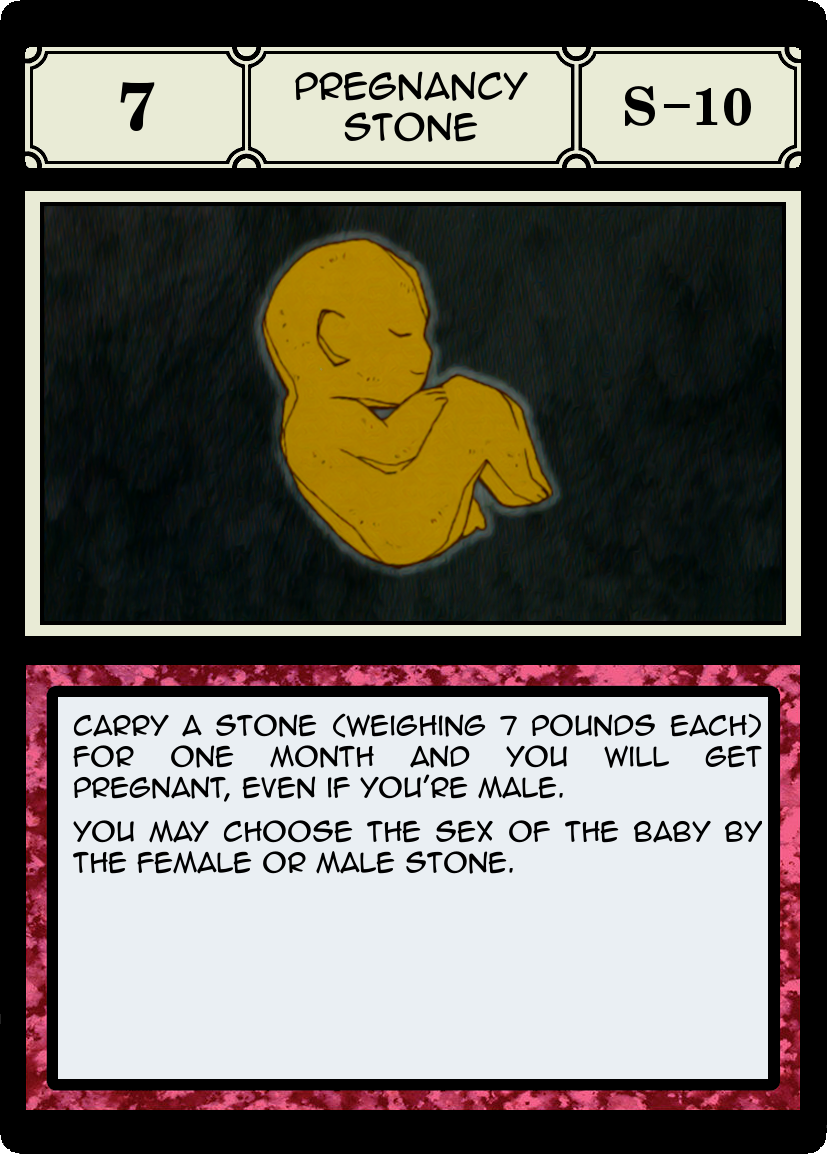 7
PREGNANCY
STONE
S-10
CARRY A STONE (WEIGHING 7 POUNDS EACH)
FOR ONE MONTH AND YOU WILL GET
PREGNANT, EVEN IF YOU'RE MALE.
YOU MAY CHOOSE THE SEX OF THE BABY BY
THE FEMALE OR MALE STONE.